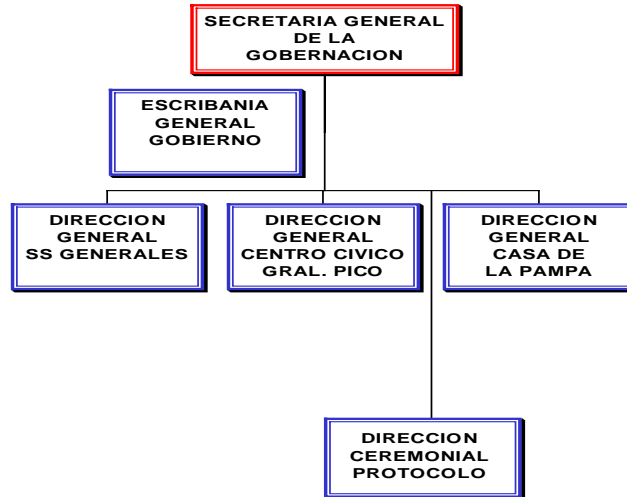 SECRETARIA GENERAL
DE LA
GOBERNACION
ESCRIBANIA
GENERAL
GOBIERNO
DIRECCION
GENERAL
SS GENERALES
DIRECCION
GENERAL
CENTRO CIVICO
GRAL. PICO
DIRECCION
GENERAL
CASA DE
LA PAMPA
DIRECCION
CEREMONIAL
PROTOCOLO